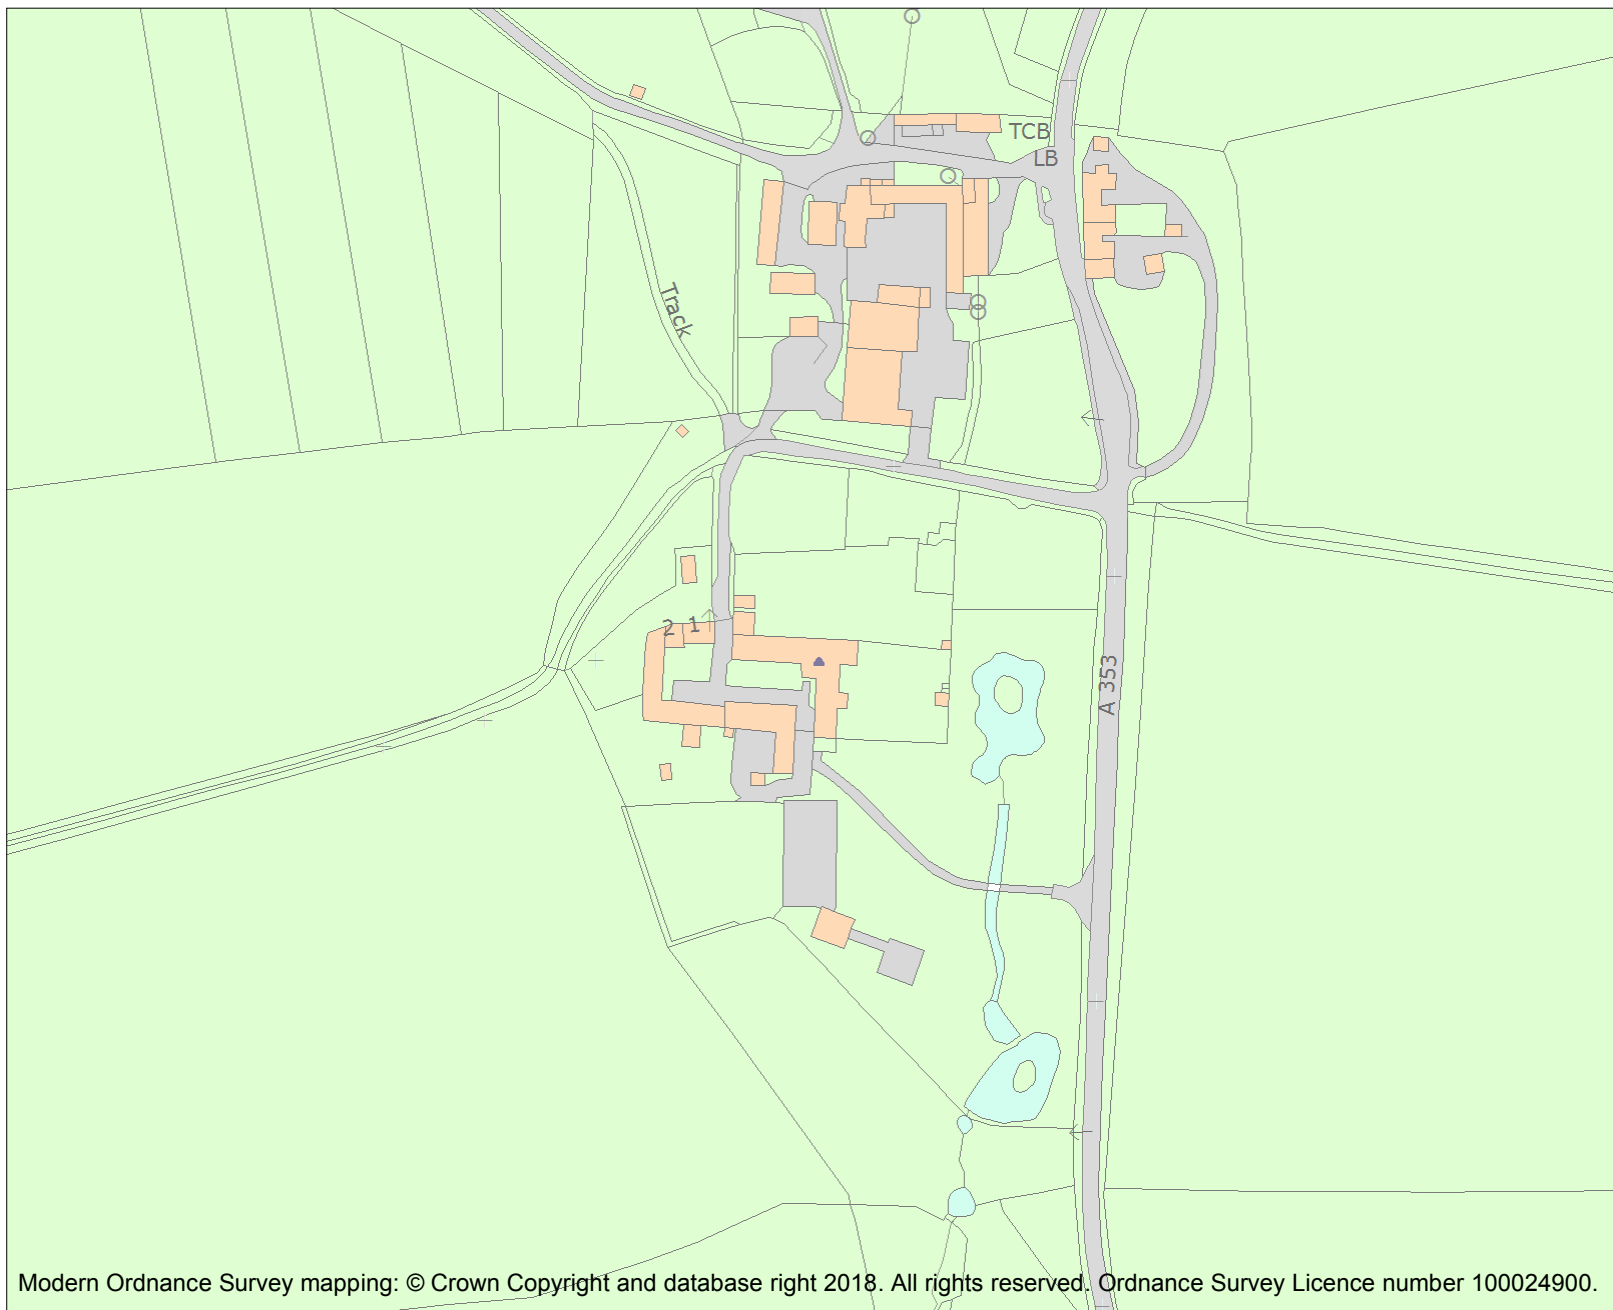 TCB
LB
Track
2 1
A 353
Modern Ordnance Survey mapping: © Crown Copyright and database right 2018. All rights reserved. Ordnance Survey Licence number 100024900.